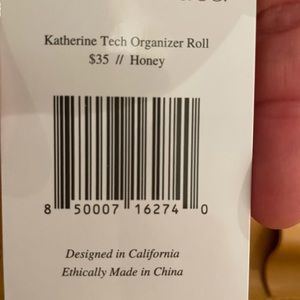 Katherine Tech Organizer Roll
$35 // Honey
8 50007 16274 0
Designed in California
Ethically Made in China